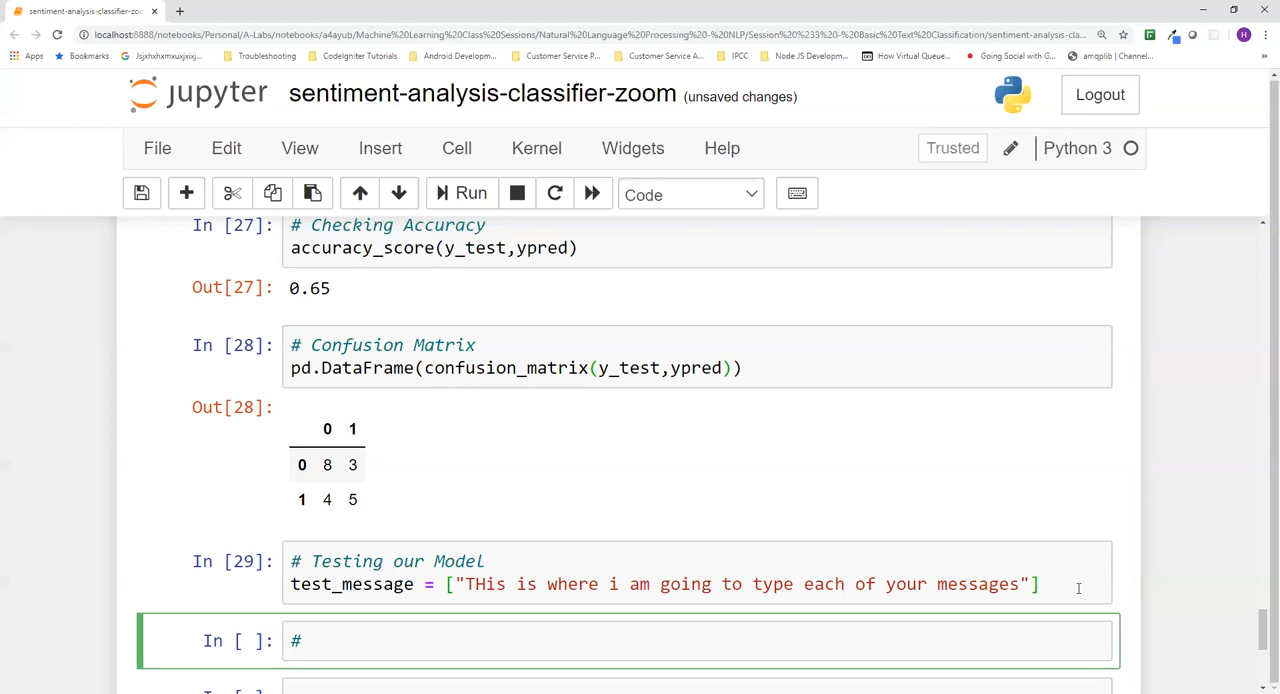 sentiment-analysis-classifier-zoo
localhost:8888/notebooks/Personal/A-Labs/notebooks/a4ayub/Machine%20Learning%20Class%20Sessions/Natural%20Language%20Processing%20-%20NLP/Session%20%233%20-%20Basic%20Text%20Classification/sentiment-analysis-cla...
Apps Bookmarks Troubleshooting CodeIgniter Tutorials Android Developm... Customer Service P... Customer Service A... IPCC Node JS Developm... How Virtual Queue... Going Social with G... amqplib | Channel...
jupyter sentiment-analysis-classifier-zoom (unsaved changes) Logout
File Edit View Insert Cell Kernel Widgets Help Trusted Python 3
Run Code
In [27]: # Checking Accuracy
accuracy_score(y_test,ypred)
Out[27]: 0.65
In [28]: # Confusion Matrix
pd.DataFrame(confusion_matrix(y_test,ypred))
Out[28]:
0 1
0 8 3
1 4 5
In [29]: # Testing our Model
test_message = ["THis is where i am going to type each of your messages"]
In [ ]: #